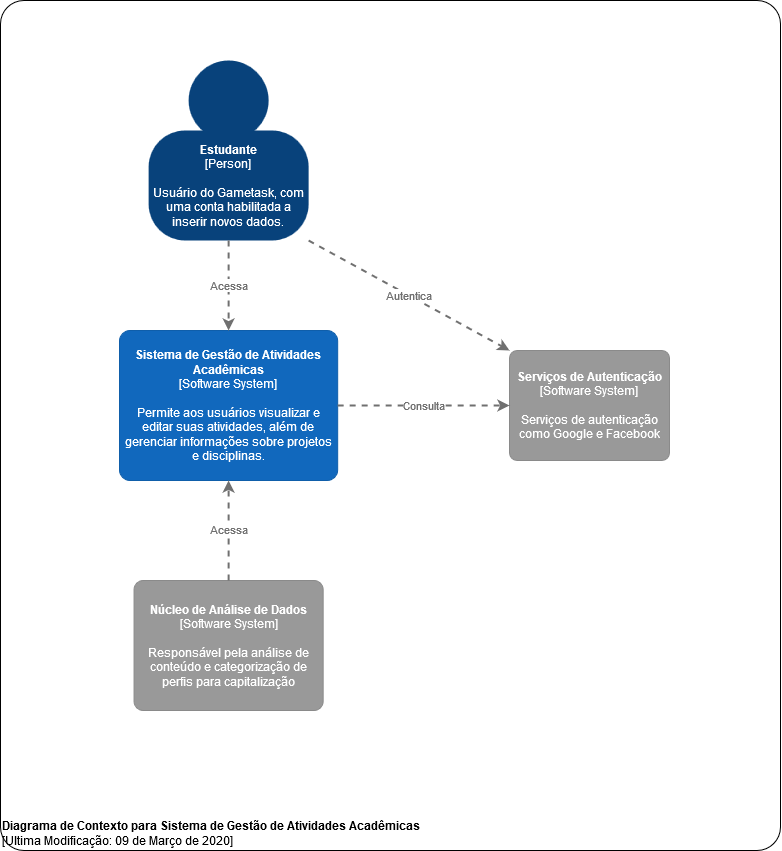 Estudante
[Person]
Usuário do Gametask, com
uma conta habilitada a
inserir novos dados.
Acessa
Autentica
Sistema de Gestão de Atividades
Acadêmicas
[Software System]
Permite aos usuários visualizar e
editar suas atividades, além de
gerenciar informações sobre projetos
e disciplinas.
Consulta
Serviços de Autenticação
[Software System]
Serviços de autenticação
como Google e Facebook
Acessa
Núcleo de Análise de Dados
[Software System]
Responsável pela análise de
conteúdo e categorização de
perfis para capitalização
Diagrama de Contexto para Sistema de Gestão de Atividades Acadêmicas
[Ultima Modificação: 09 de Março de 2020]